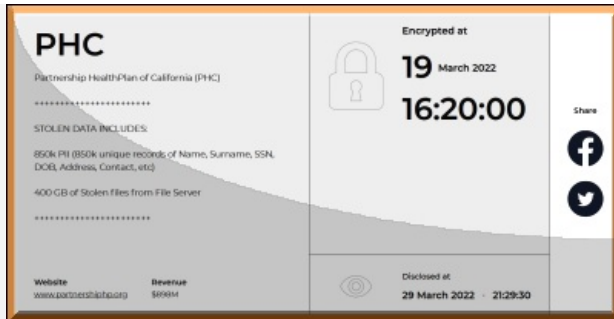 PHC
Partnership HealthPlan of California (PHC)
***********************
STOLEN DATA INCLUDES:
850k PII (850k unique records of Name, Surname, SSN,
DOB, Address, Contact, etc)
400 GB of Stolen files from File Server
***********************
Website
www.partnershiphp.org
Revenue
$898M
Encrypted at
19 March 2022
16:20:00
Disclosed at
29 March 2022 - 21:29:30
Share